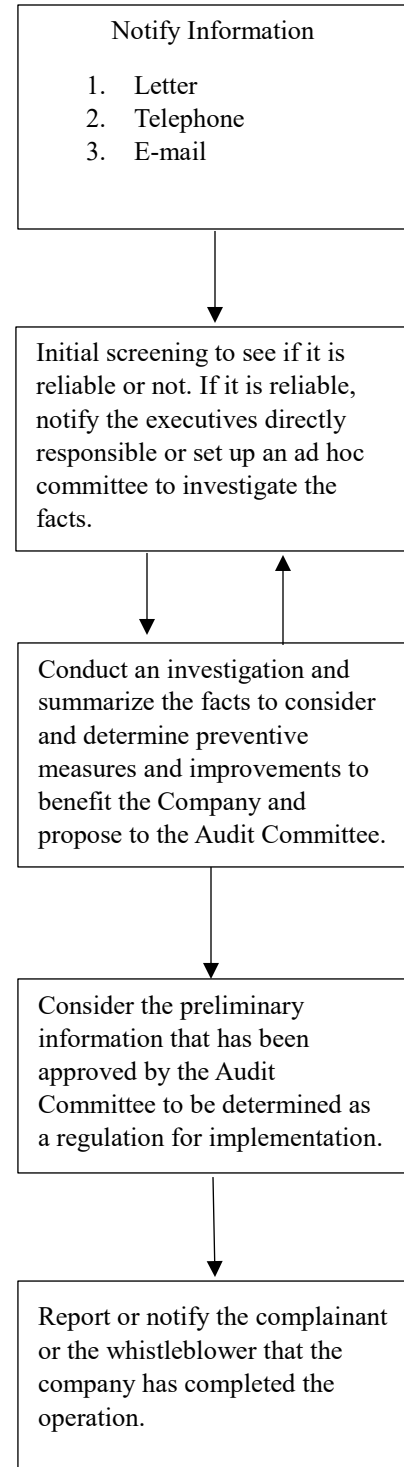 Notify Information
1. Letter
2. Telephone
3. E-mail
Initial screening to see if it is
reliable or not. If it is reliable,
notify the executives directly
responsible or set up an ad hoc
committee to investigate the
facts.
Conduct an investigation and
summarize the facts to consider
and determine preventive
measures and improvements to
benefit the Company and
propose to the Audit Committee.
Consider the preliminary
information that has been
approved by the Audit
Committee to be determined as
a regulation for implementation.
Report or notify the complainant
or the whistleblower that the
company has completed the
operation.